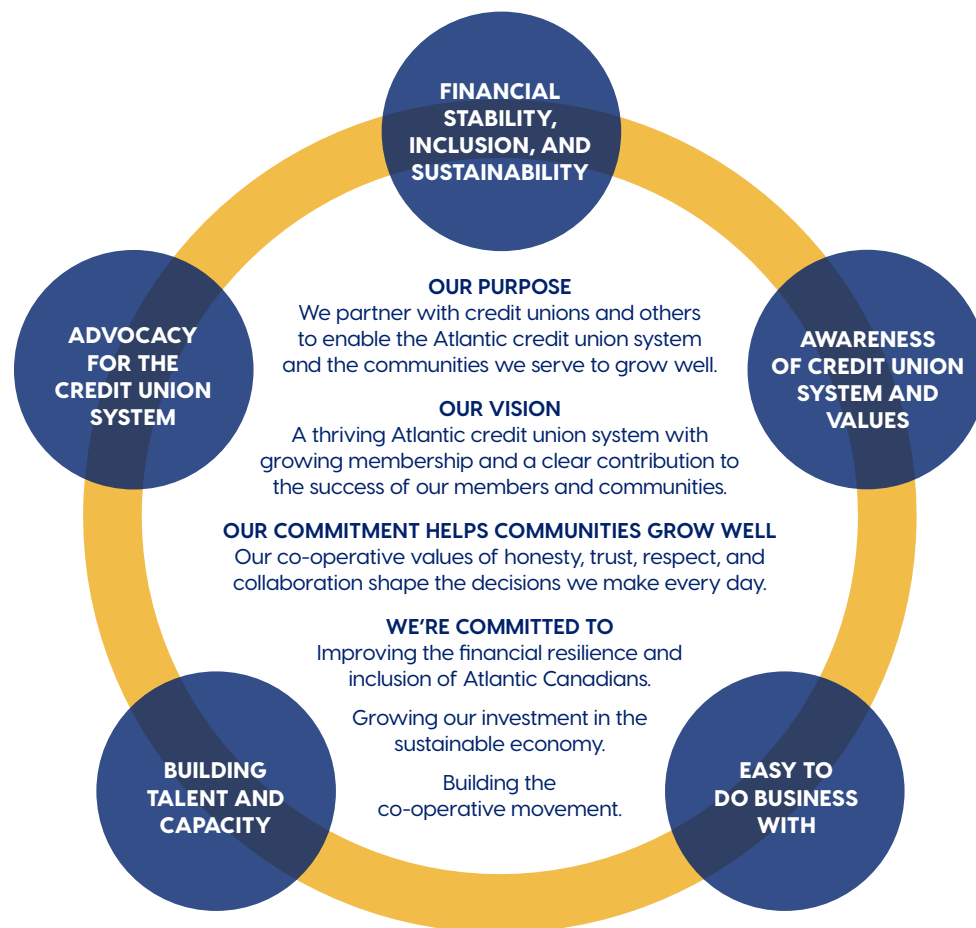 FINANCIAL
STABILITY,
INCLUSION, AND
SUSTAINABILITY
ADVOCACY
FOR THE
CREDIT UNION
SYSTEM
OUR PURPOSE
We partner with credit unions and others
to enable the Atlantic credit union system
and the communities we serve to grow well.
OUR VISION
A thriving Atlantic credit union system with
growing membership and a clear contribution to
the success of our members and communities.
OUR COMMITMENT HELPS COMMUNITIES GROW WELL
Our co-operative values of honesty, trust, respect, and
collaboration shape the decisions we make every day.
WE’RE COMMITTED TO
Improving the financial resilience and
inclusion of Atlantic Canadians.
Growing our investment in the
sustainable economy.
Building the
co-operative movement.
AWARENESS
OF CREDIT UNION
SYSTEM AND
VALUES
BUILDING
TALENT AND
CAPACITY
EASY TO
DO BUSINESS
WITH